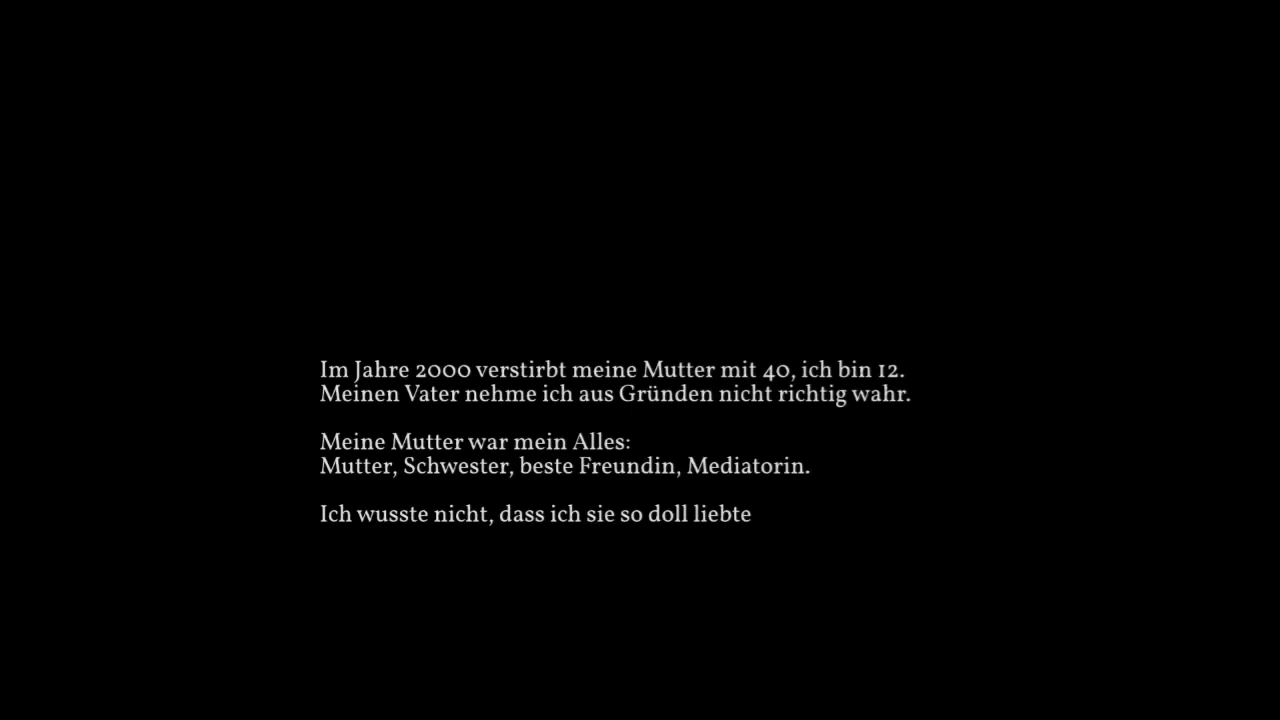 Im Jahre 2000 verstirbt meine Mutter mit 40, ich bin 12.
Meinen Vater nehme ich aus Gründen nicht richtig wahr.
Meine Mutter war mein Alles:
Mutter, Schwester, beste Freundin, Mediatorin.
Ich wusste nicht, dass ich sie so doll liebte